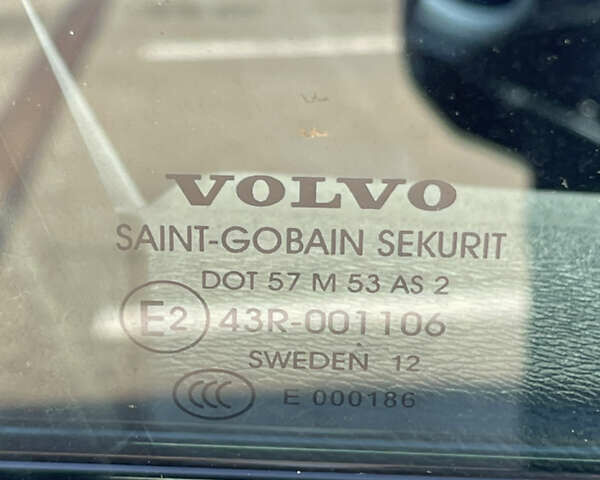 VOLVO
SAINT-GOBAIN SEKURIT
DOT 57 M 53 AS 2
E2 43R-001106
SWEDEN 12
CCC E 000186